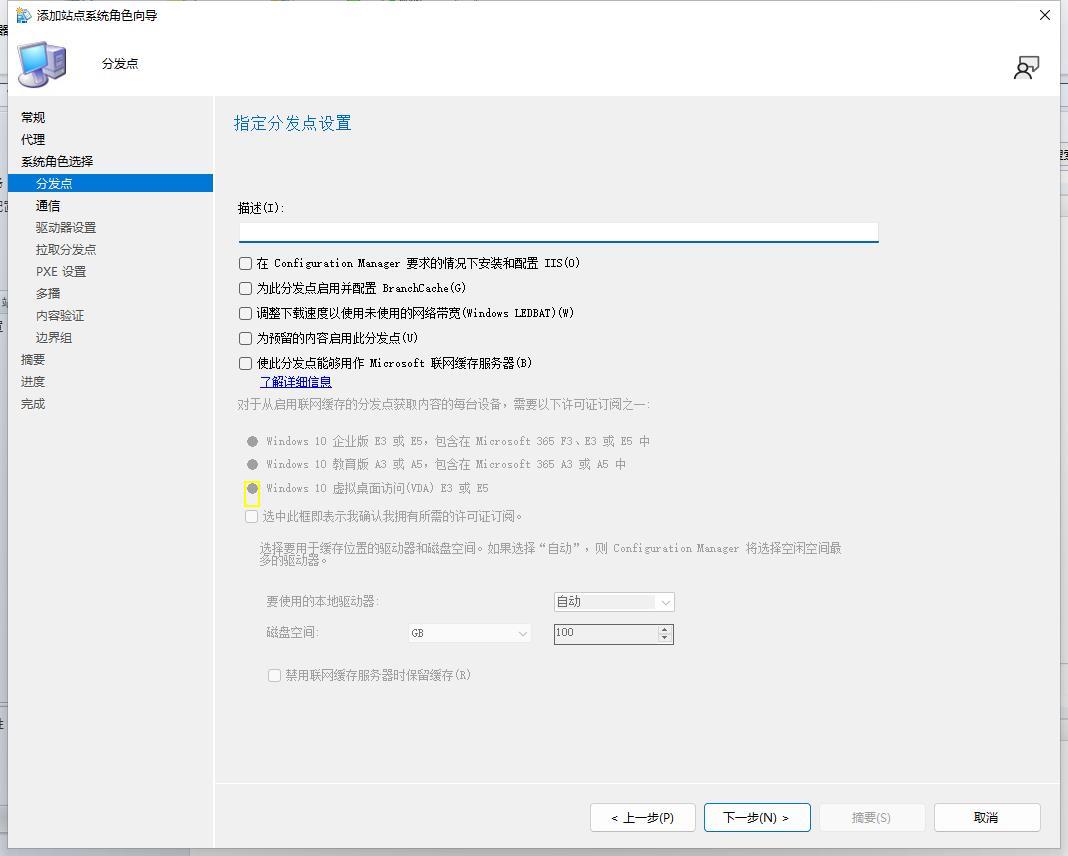 添加站点系统角色向导
分发点
常规
代理
系统角色选择
分发点
通信
驱动器设置
拉取分发点
PXE 设置
多播
内容验证
边界组
摘要
进度
完成
指定分发点设置
描述(I):
在 Configuration Manager 要求的情况下安装和配置 IIS(O)
为此分发点启用并配置 BranchCache(G)
调整下载速度以使用未使用的网络带宽(Windows LEDBAT)(W)
为预留的内容启用此分发点(U)
使此分发点能够用作 Microsoft 联网缓存服务器(B)
了解详细信息
对于从启用联网缓存的分发点获取内容的每台设备，需要以下许可证订阅之一:
Windows 10 企业版 E3 或 E5，包含在 Microsoft 365 F3、E3 或 E5 中
Windows 10 教育版 A3 或 A5，包含在 Microsoft 365 A3 或 A5 中
Windows 10 虚拟桌面访问(VDA) E3 或 E5
选中此框即表示我确认我拥有所需的许可证订阅。
选择要用于缓存位置的驱动器和磁盘空间。如果选择“自动”，则 Configuration Manager 将选择空闲空间最
多的驱动器。
要使用的本地驱动器: 自动
磁盘空间: GB 100
禁用联网缓存服务器时保留缓存(R)
< 上一步(P) 下一步(N) > 摘要(S) 取消